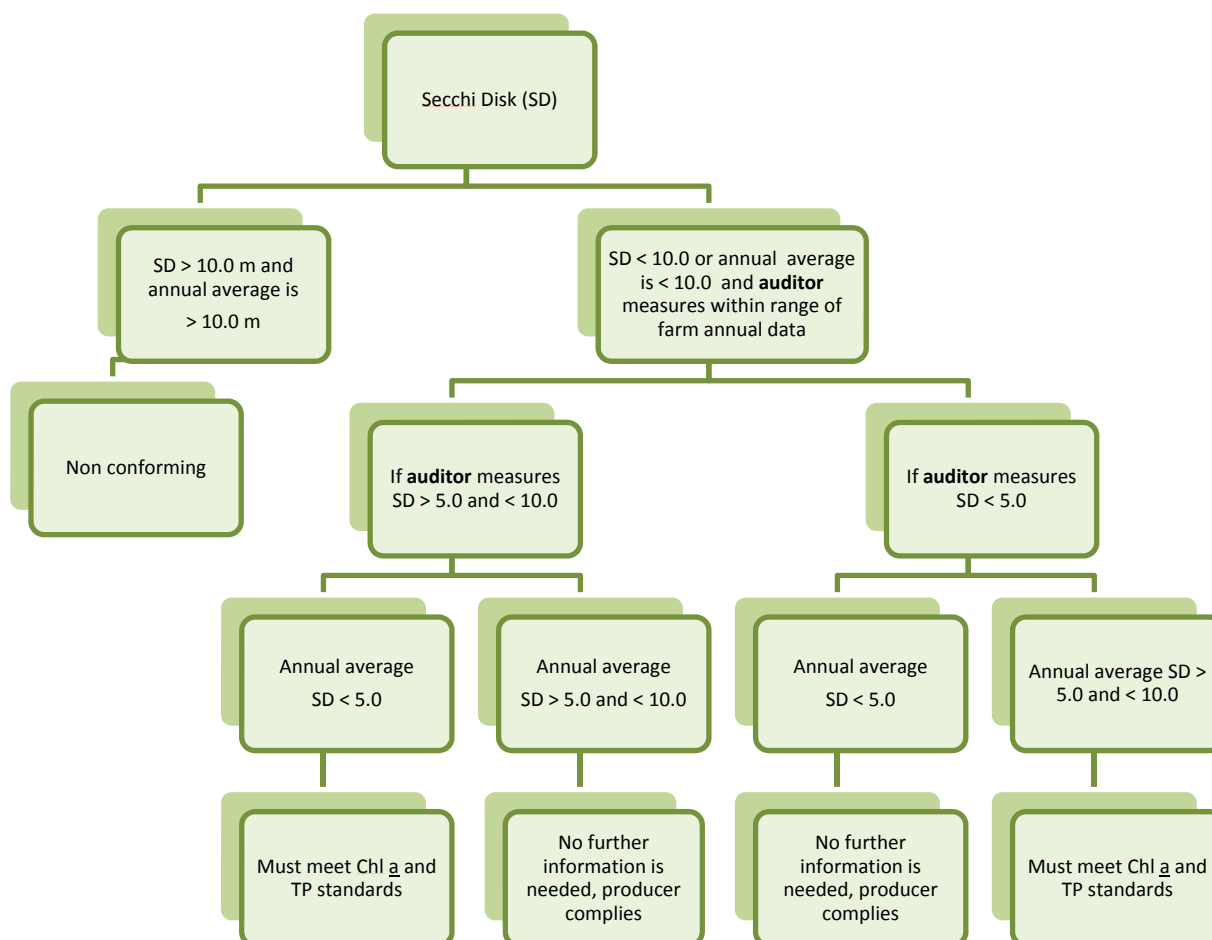 Secchi Disk (SD)
SD > 10.0 m and
annual average is
> 10.0 m
SD < 10.0 or annual average
is < 10.0 and auditor
measures within range of
farm annual data
Non conforming
If auditor measures
SD > 5.0 and < 10.0
If auditor measures
SD < 5.0
Annual average
SD < 5.0
Annual average
SD > 5.0 and < 10.0
Annual average
SD < 5.0
Annual average SD >
5.0 and < 10.0
Must meet Chl a and
TP standards
No further
information is
needed, producer
complies
No further
information is
needed, producer
complies
Must meet Chl a and
TP standards